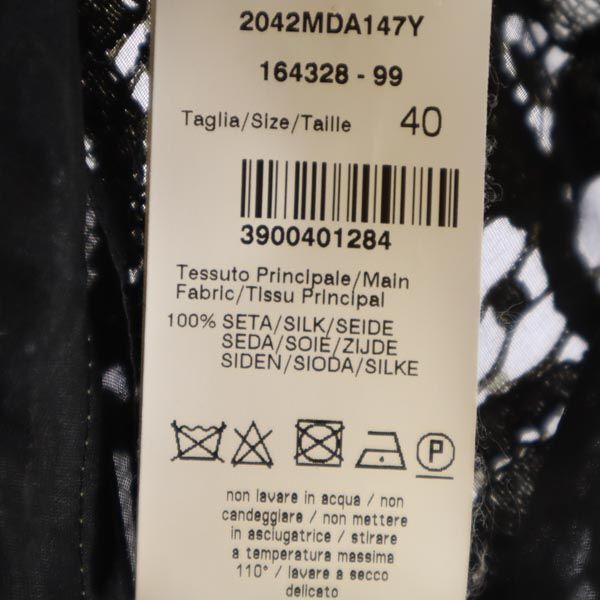 2042MDA147Y
164328 - 99
Taglia/Size/Taille 40
3900401284
Tessuto Principale/Main
Fabric/Tissu Principal
100% SETA/SILK/SEIDE
SEDA/SOIE/ZIJDE
SIDEN/SIODA/SILKE
P
non lavare in acqua / non
candeggiare / non mettere
in asciugatrice / stirare
a temperatura massima
110° / lavare a secco
delicato